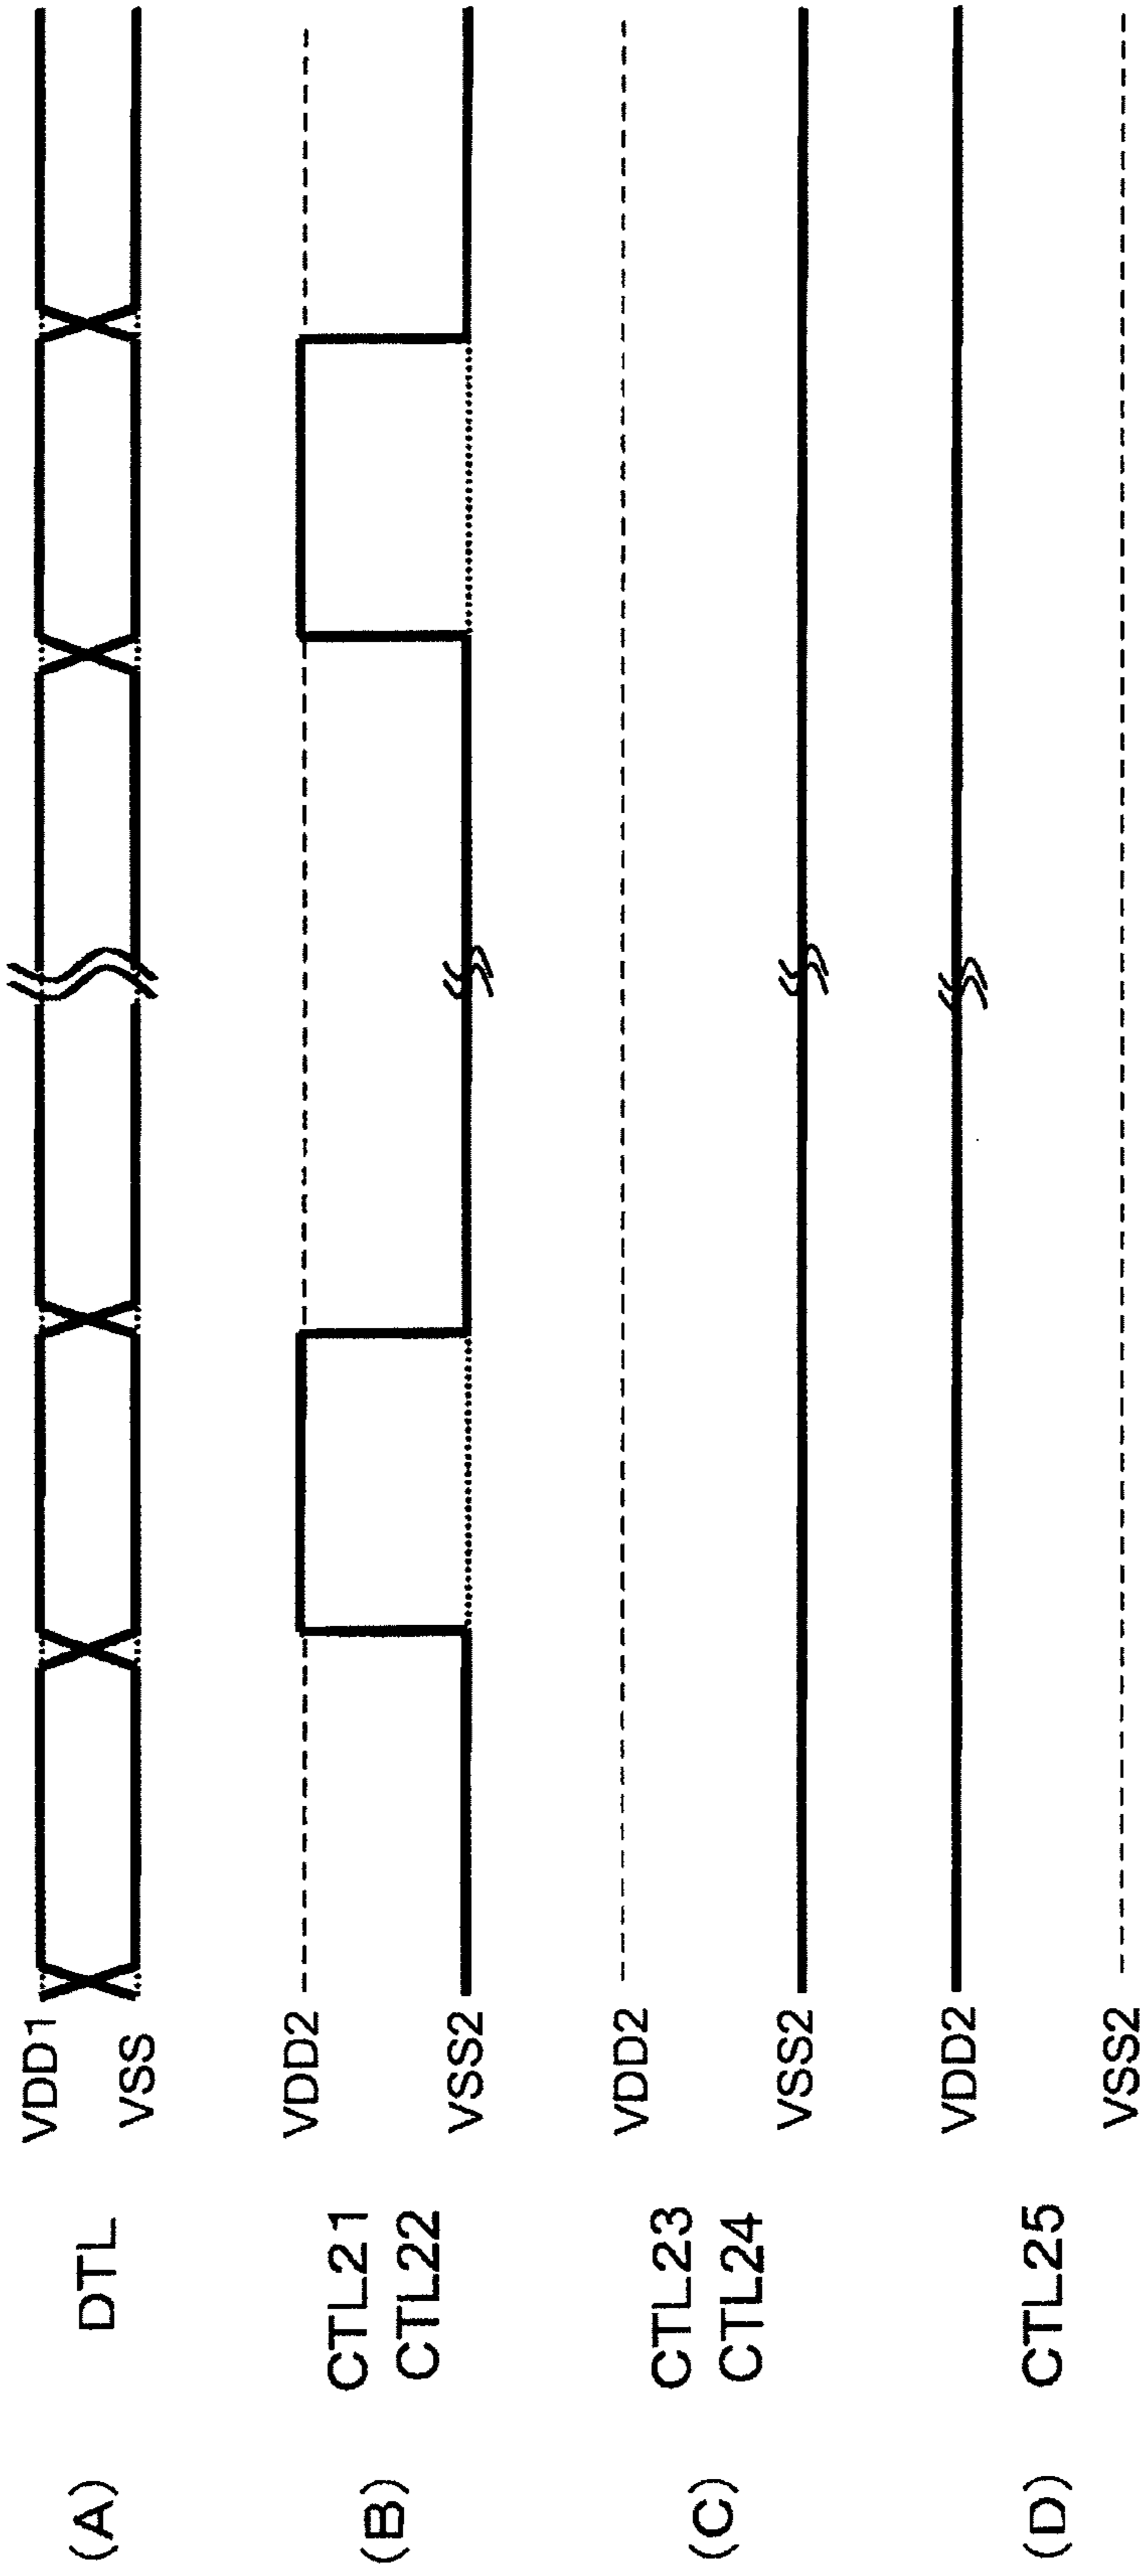 (A)
DTL
VDD1
VSS
(B)
CTL21
CTL22
VDD2
VSS2
(C)
CTL23
CTL24
VDD2
VSS2
(D)
CTL25
VDD2
VSS2